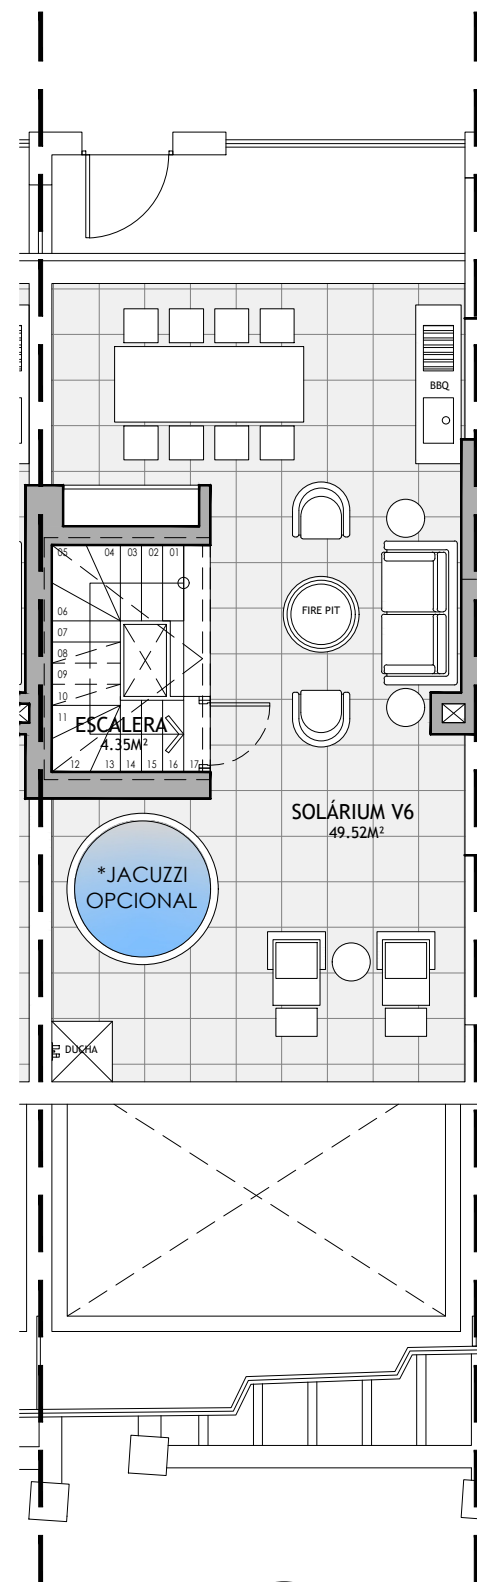 BBQ
05 04 03 02 01
FIRE PIT
06
07
08
09
10
11
ESCALERA
4.35M²
12 13 14 15 16 17
SOLÁRIUM V6
49.52M²
*JACUZZI
OPCIONAL
DUCHA